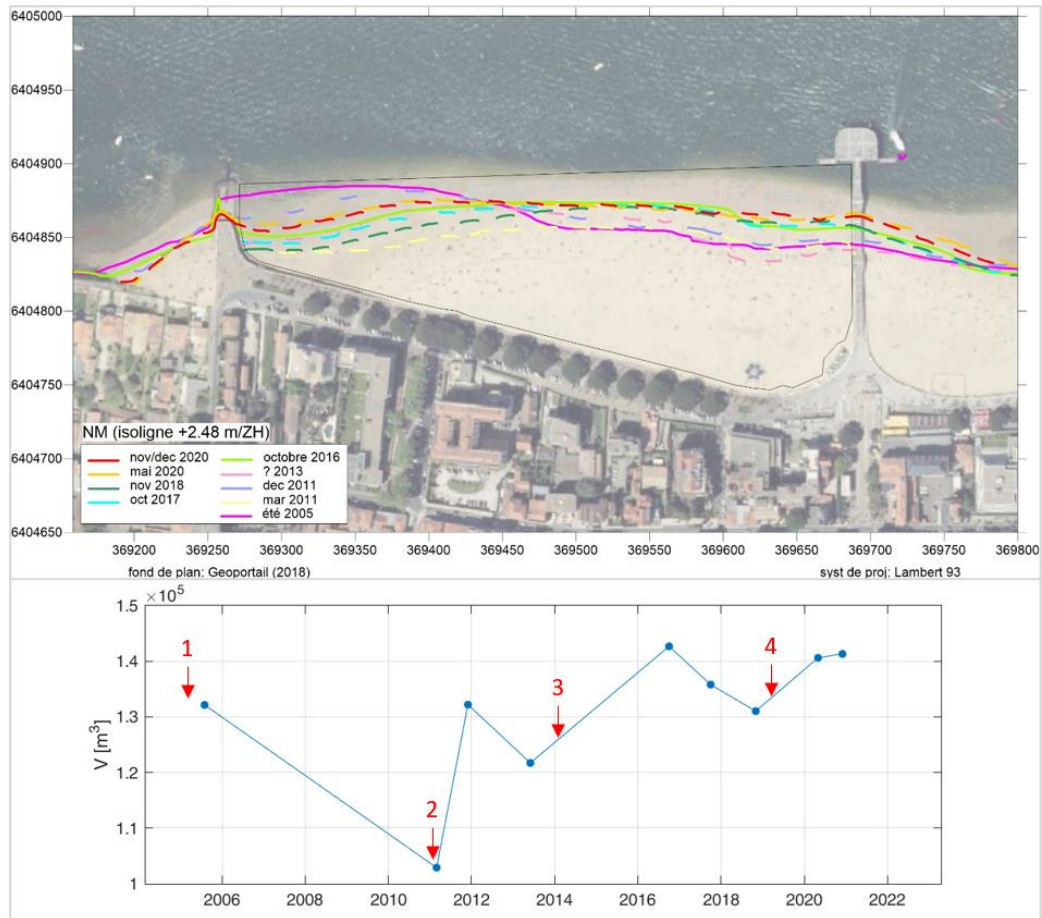 6405000
6404950
6404900
6404850
6404800
6404750
6404700
6404650
NM (isoligne +2.48 m/ZH)
nov/dec 2020 octobre 2016
mai 2020 ? 2013
nov 2018 dec 2011
oct 2017 mar 2011
été 2005
369200 369250 369300 369350 369400 369450 369500 369550 369600 369650 369700 369750 369800
fond de plan: Geoportail (2018) syst de proj: Lambert 93
×10⁵
1.5
1.4
1.3
1.2
1.1
1
V [m³]
1
2
3
4
2006 2008 2010 2012 2014 2016 2018 2020 2022